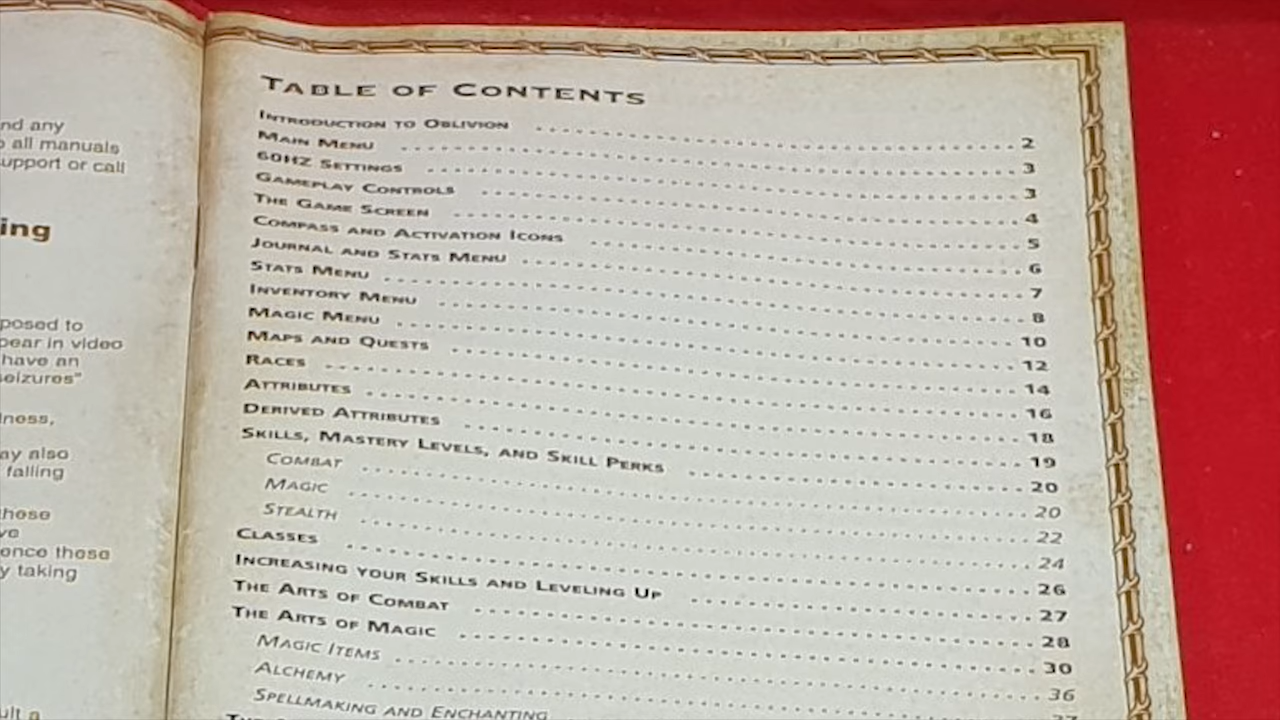 nd any
all manuals
upport or call
ing
posed to
pear in video
have an
seizures"
lness,
ay also
falling
these
ve
ence these
y taking
ult a
TABLE OF CONTENTS
INTRODUCTION TO OBLIVION 2
MAIN MENU 3
60HZ SETTINGS 3
GAMEPLAY CONTROLS 4
THE GAME SCREEN 5
COMPASS AND ACTIVATION ICONS 6
JOURNAL AND STATS MENU 7
STATS MENU 8
INVENTORY MENU 10
MAGIC MENU 12
MAPS AND QUESTS 14
RACES 16
ATTRIBUTES 18
DERIVED ATTRIBUTES 19
SKILLS, MASTERY LEVELS, AND SKILL PERKS 20
COMBAT 20
MAGIC 22
STEALTH 24
CLASSES 26
INCREASING YOUR SKILLS AND LEVELING UP 27
THE ARTS OF COMBAT 28
THE ARTS OF MAGIC 30
MAGIC ITEMS 36
ALCHEMY
SPELLMAKING AND ENCHANTING